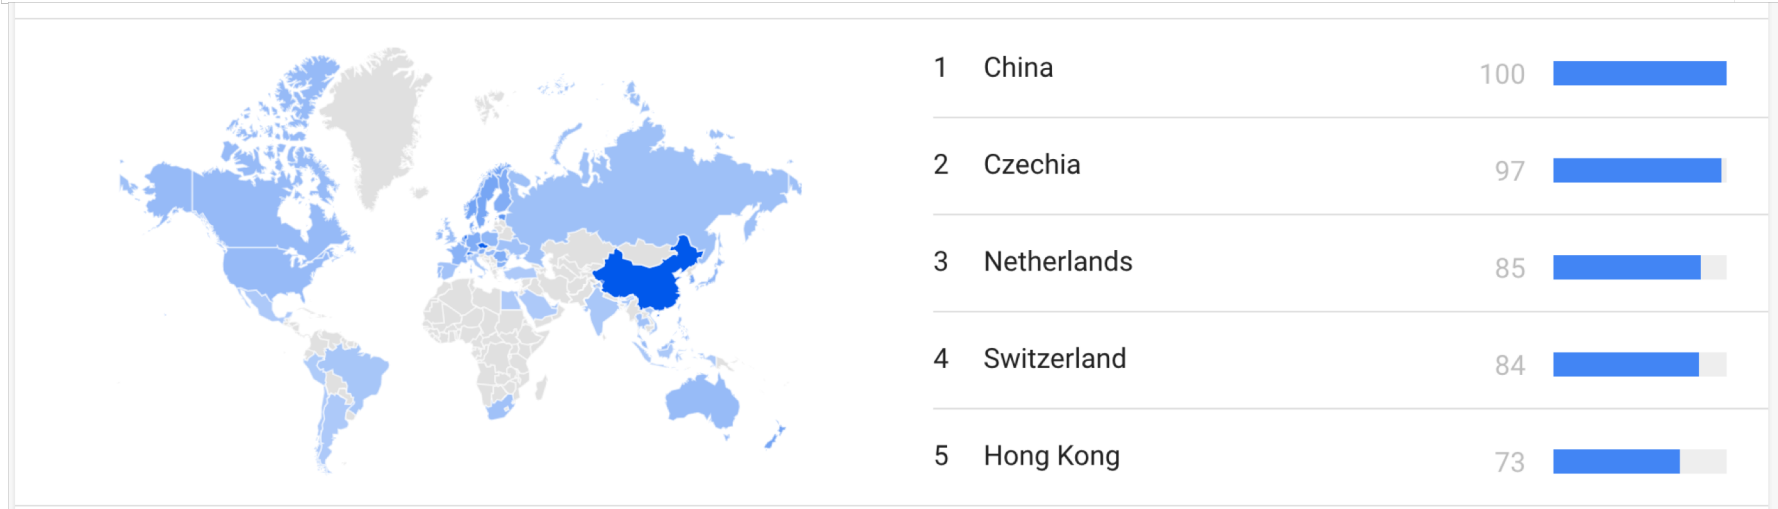 1 China 100
2 Czechia 97
3 Netherlands 85
4 Switzerland 84
5 Hong Kong 73